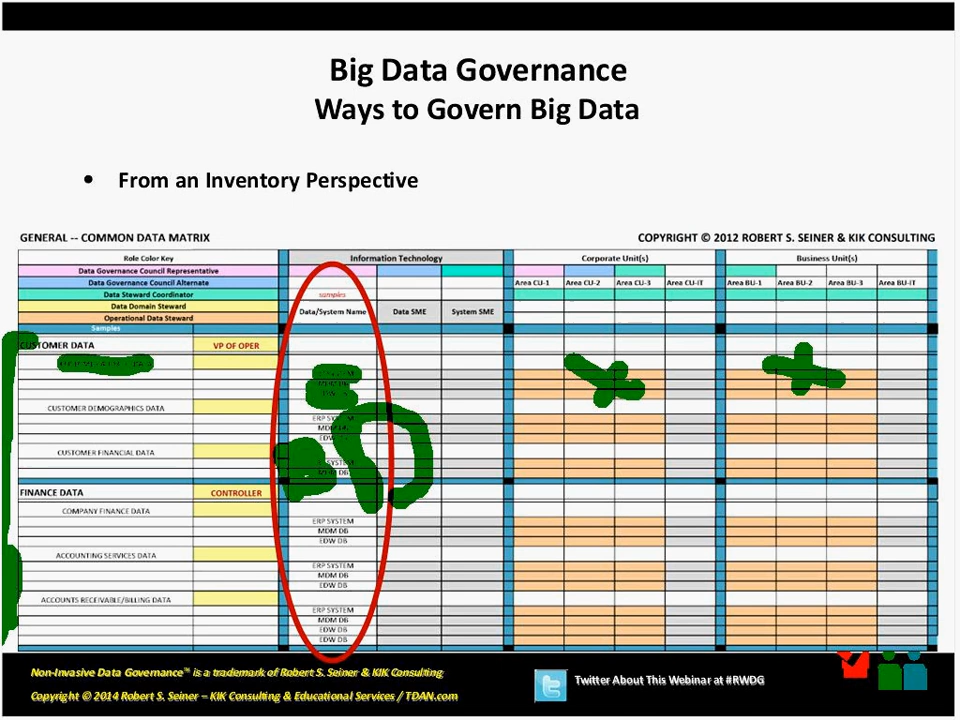 Big Data Governance
Ways to Govern Big Data
• From an Inventory Perspective
GENERAL -- COMMON DATA MATRIX
COPYRIGHT © 2012 ROBERT S. SEINER & KIK CONSULTING
Role Color Key Information Technology Corporate Unit(s) Business Unit(s)
Data Governance Council Representative
Data Governance Council Alternate Area CU-1 Area CU-2 Area CU-3 Area CU-IT Area BU-1 Area BU-2 Area BU-3 Area BU-IT
Data Steward Coordinator samples
Data Domain Steward
Data/System Name Data SME System SME
Operational Data Steward
Samples
CUSTOMER DATA VP OF OPER
CUSTOMER DEMOGRAPHICS DATA
ERP SYSTEM
MDM
EDW
CUSTOMER FINANCIAL DATA
SYSTEM
MDM DB
FINANCE DATA CONTROLLER
COMPANY FINANCE DATA
ERP SYSTEM
MDM DB
EDW DB
ACCOUNTING SERVICES DATA
ERP SYSTEM
MDM DB
EDW DB
ACCOUNTS RECEIVABLE/BILLING DATA
ERP SYSTEM
MDM DB
EDW DB
EDW DB
Non-Invasive Data Governance™ is a trademark of Robert S. Seiner & KIK Consulting
Copyright © 2014 Robert S. Seiner – KIK Consulting & Educational Services / TDAN.com
Twitter About This Webinar at #RWDG